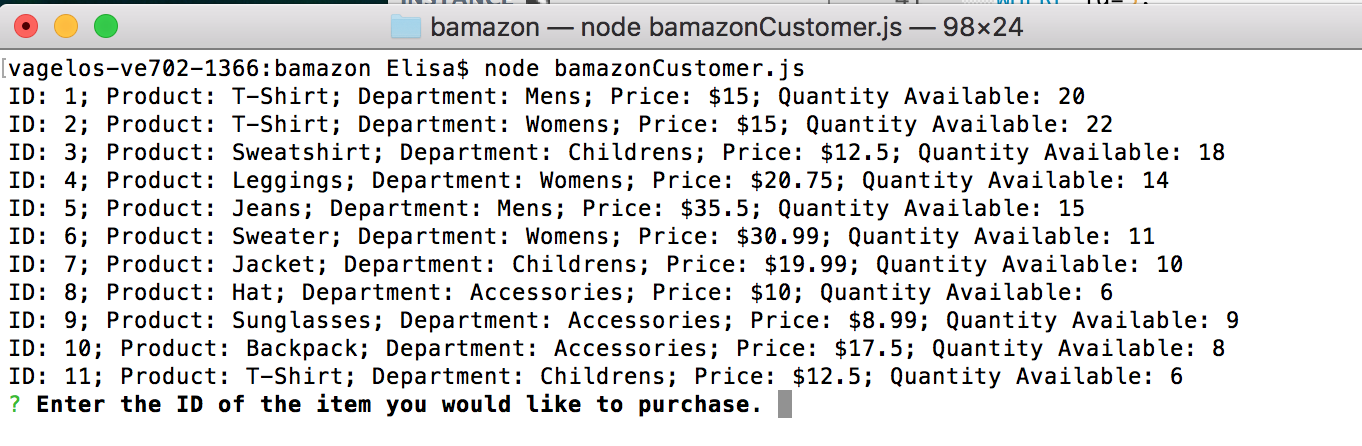 bamazon — node bamazonCustomer.js — 98×24
[vagelos-ve702-1366:bamazon Elisa$ node bamazonCustomer.js
ID: 1; Product: T-Shirt; Department: Mens; Price: $15; Quantity Available: 20
ID: 2; Product: T-Shirt; Department: Womens; Price: $15; Quantity Available: 22
ID: 3; Product: Sweatshirt; Department: Childrens; Price: $12.5; Quantity Available: 18
ID: 4; Product: Leggings; Department: Womens; Price: $20.75; Quantity Available: 14
ID: 5; Product: Jeans; Department: Mens; Price: $35.5; Quantity Available: 15
ID: 6; Product: Sweater; Department: Womens; Price: $30.99; Quantity Available: 11
ID: 7; Product: Jacket; Department: Childrens; Price: $19.99; Quantity Available: 10
ID: 8; Product: Hat; Department: Accessories; Price: $10; Quantity Available: 6
ID: 9; Product: Sunglasses; Department: Accessories; Price: $8.99; Quantity Available: 9
ID: 10; Product: Backpack; Department: Accessories; Price: $17.5; Quantity Available: 8
ID: 11; Product: T-Shirt; Department: Childrens; Price: $12.5; Quantity Available: 6
? Enter the ID of the item you would like to purchase.